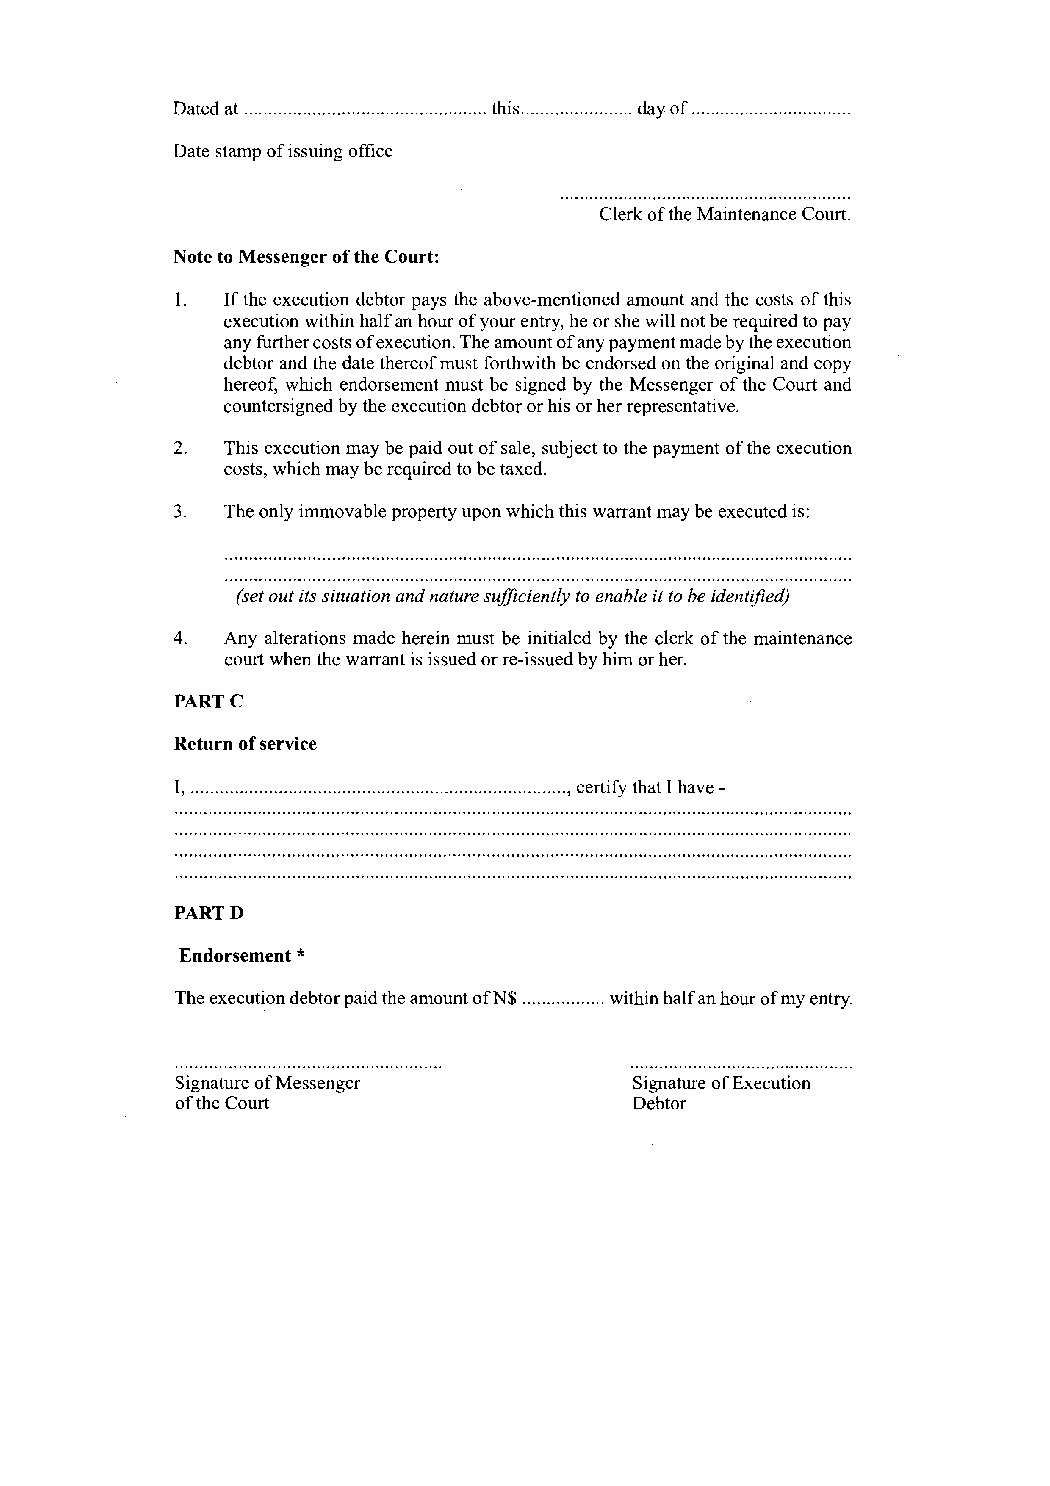 Dated at .................................................. this....................... day of .................................
Date stamp of issuing office
............................................................
Clerk of the Maintenance Court.
Note to Messenger of the Court:
1. If the execution debtor pays the above-mentioned amount and the costs of this
execution within half an hour of your entry, he or she will not be required to pay
any further costs of execution. The amount of any payment made by the execution
debtor and the date thereof must forthwith be endorsed on the original and copy
hereof, which endorsement must be signed by the Messenger of the Court and
countersigned by the execution debtor or his or her representative.
2. This execution may be paid out of sale, subject to the payment of the execution
costs, which may be required to be taxed.
3. The only immovable property upon which this warrant may be executed is:
................................................................................................................................
................................................................................................................................
(set out its situation and nature sufficiently to enable it to be identified)
4. Any alterations made herein must be initialed by the clerk of the maintenance
court when the warrant is issued or re-issued by him or her.
PART C
Return of service
I, ............................................................................., certify that I have -
..........................................................................................................................................
..........................................................................................................................................
..........................................................................................................................................
..........................................................................................................................................
PART D
Endorsement *
The execution debtor paid the amount of N$ ................. within half an hour of my entry.
....................................................... ..............................................
Signature of Messenger Signature of Execution
of the Court Debtor